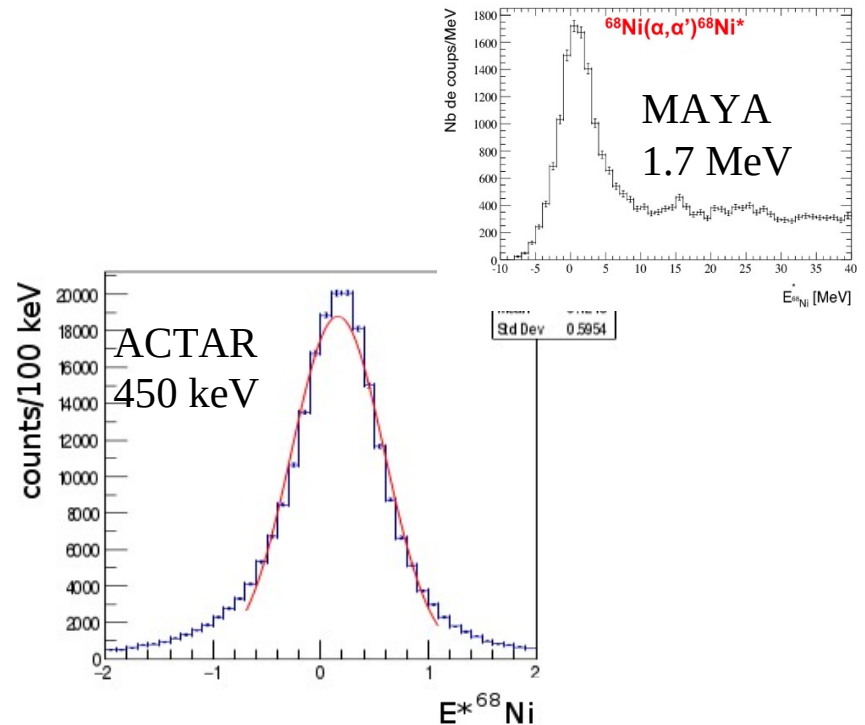 ⁶⁸Ni(α,α')⁶⁸Ni*
Nb de coups/MeV
1800
1600
1400
1200
1000
800
600
400
200
0
MAYA
1.7 MeV
-10 -5 0 5 10 15 20 25 30 35 40
E*⁶⁸Ni [MeV]
Std Dev 0.5954
counts/100 keV
20000
18000
16000
14000
12000
10000
8000
6000
4000
2000
0
ACTAR
450 keV
−2 −1 0 1 2
E*⁶⁸Ni